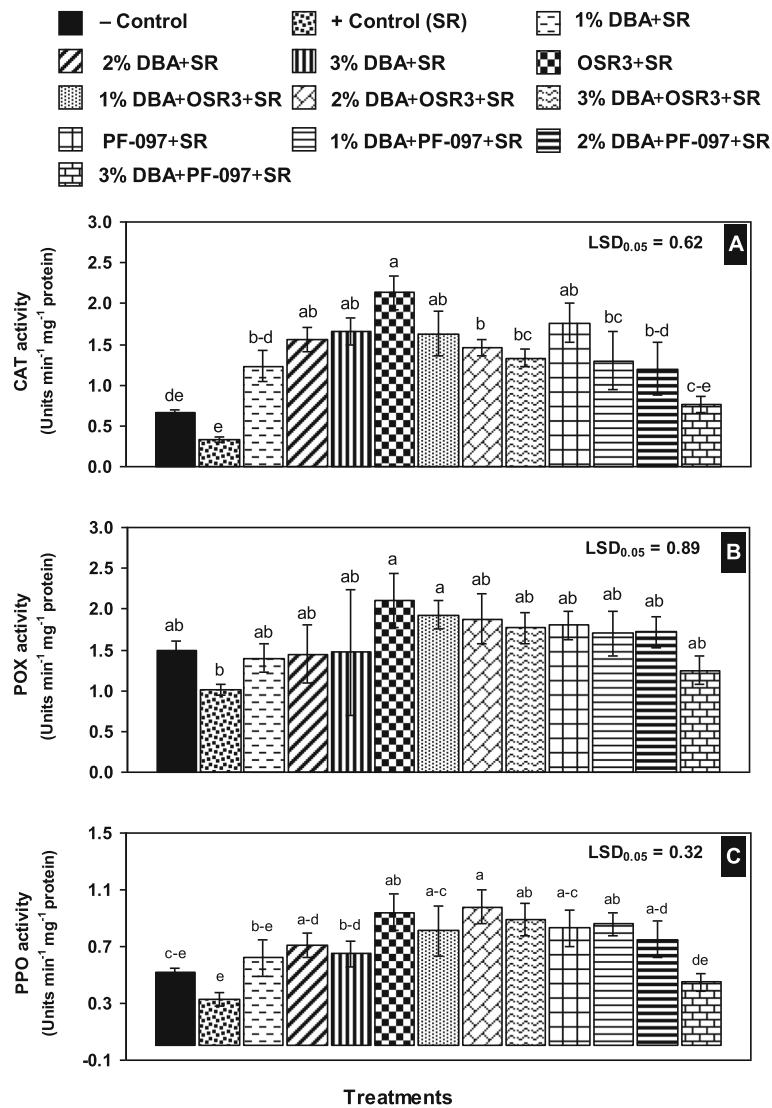 – Control + Control (SR) 1% DBA+SR
2% DBA+SR 3% DBA+SR OSR3+SR
1% DBA+OSR3+SR 2% DBA+OSR3+SR 3% DBA+OSR3+SR
PF-097+SR 1% DBA+PF-097+SR 2% DBA+PF-097+SR
3% DBA+PF-097+SR
CAT activity
(Units min⁻¹ mg⁻¹ protein)
3.0
2.5
2.0
1.5
1.0
0.5
0.0
LSD₀.₀₅ = 0.62
A
de e b-d ab ab a ab b bc ab bc b-d c-e
POX activity
(Units min⁻¹ mg⁻¹ protein)
3.0
2.5
2.0
1.5
1.0
0.5
0.0
LSD₀.₀₅ = 0.89
B
ab b ab ab ab a a ab ab ab ab ab ab
PPO activity
(Units min⁻¹ mg⁻¹ protein)
1.5
1.1
0.7
0.3
-0.1
LSD₀.₀₅ = 0.32
C
c-e e b-e a-d b-d ab a-c a ab a-c ab a-d de
Treatments